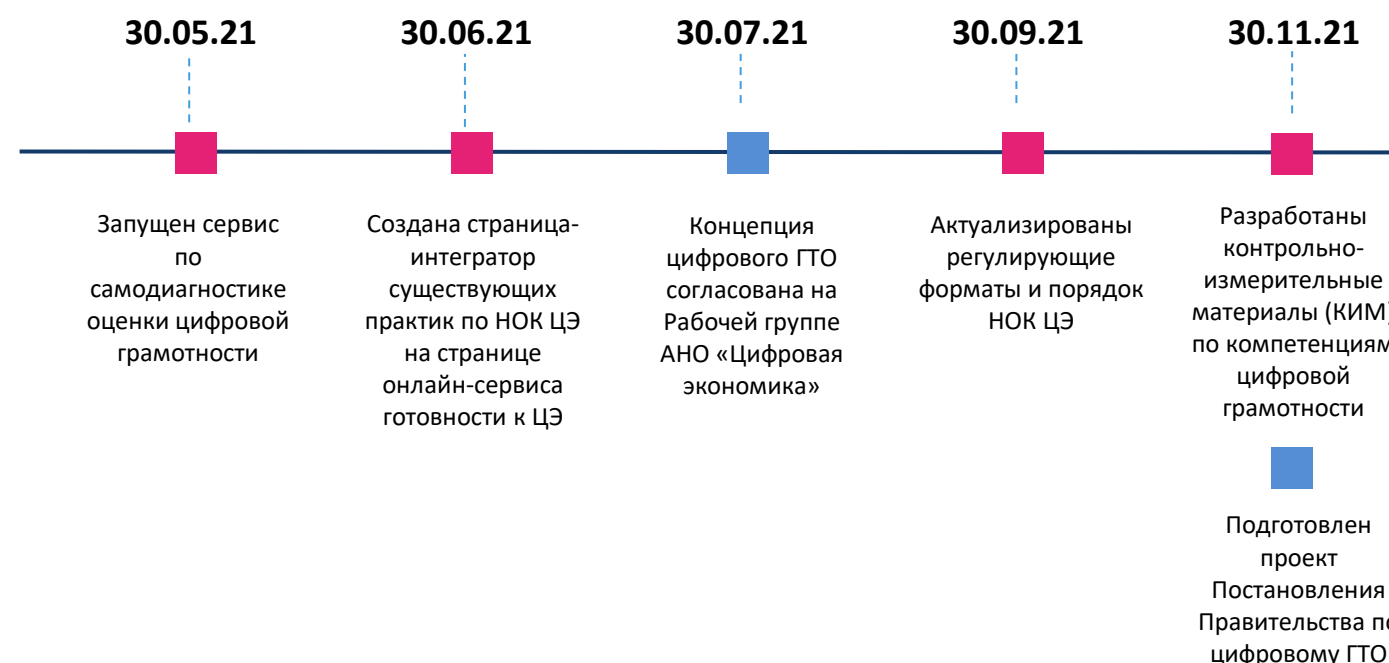 30.05.21
30.06.21
30.07.21
30.09.21
30.11.21
Запущен сервис
по
самодиагностике
оценки цифровой
грамотности
Создана страница-
интегратор
существующих
практик по НОК ЦЭ
на странице
онлайн-сервиса
готовности к ЦЭ
Концепция
цифрового ГТО
согласована на
Рабочей группе
АНО «Цифровая
экономика»
Актуализированы
регулирующие
форматы и порядок
НОК ЦЭ
Разработаны
контрольно-
измерительные
материалы (КИМ)
по компетенциям
цифровой
грамотности
Подготовлен
проект
Постановления
Правительства по
цифровому ГТО